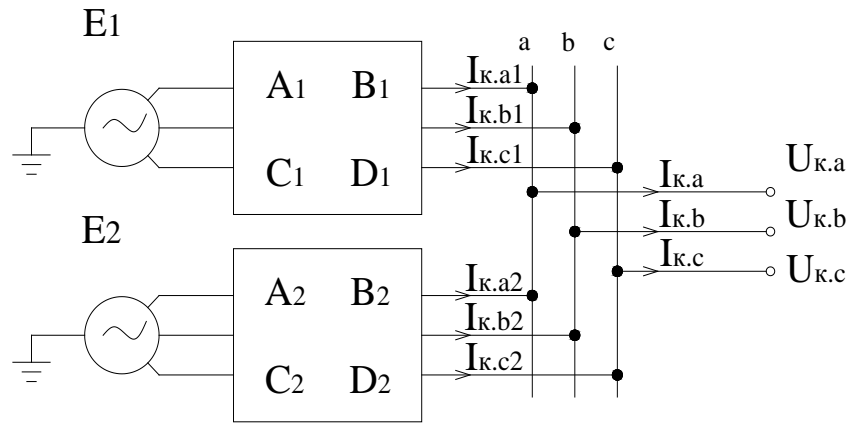 E1
a b c
A1 B1 Iк.a1
Iк.b1
C1 D1 Iк.c1
Iк.a Uк.a
Iк.b Uк.b
Iк.c Uк.c
E2
A2 B2 Iк.a2
Iк.b2
C2 D2 Iк.c2